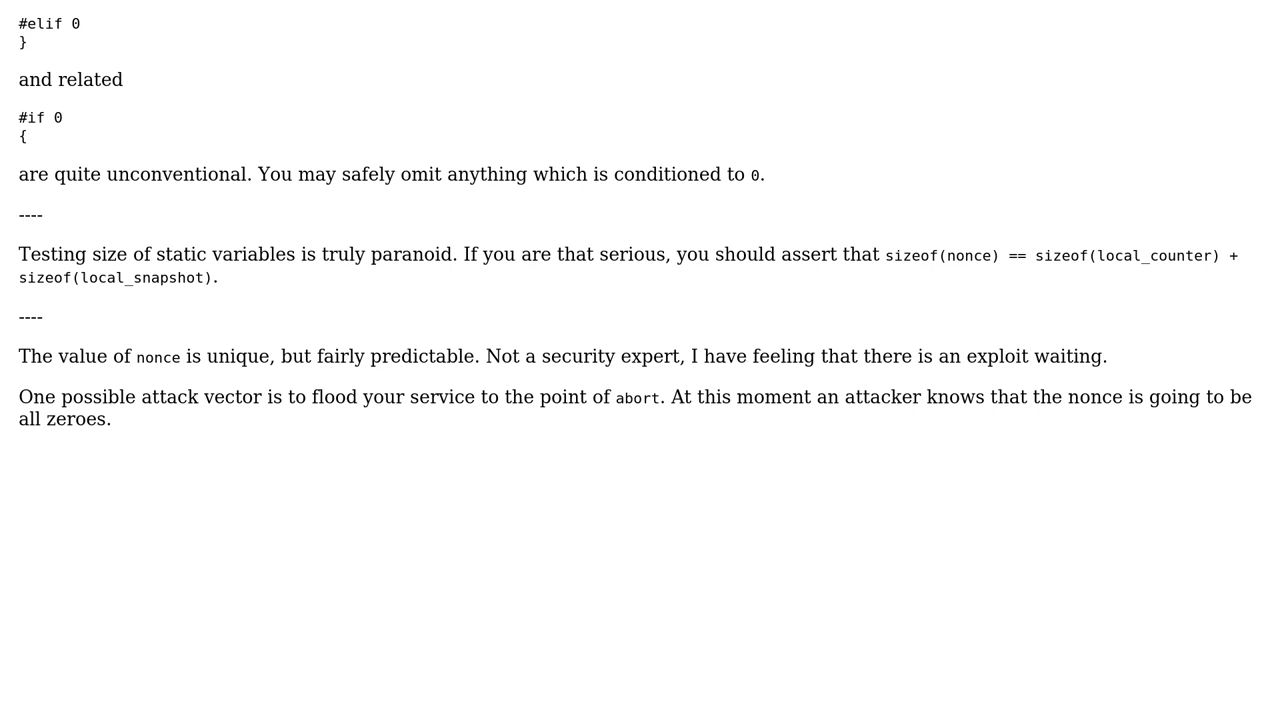 #elif 0
}
and related
#if 0
{
are quite unconventional. You may safely omit anything which is conditioned to 0.
----
Testing size of static variables is truly paranoid. If you are that serious, you should assert that sizeof(nonce) == sizeof(local_counter) +
sizeof(local_snapshot).
----
The value of nonce is unique, but fairly predictable. Not a security expert, I have feeling that there is an exploit waiting.
One possible attack vector is to flood your service to the point of abort. At this moment an attacker knows that the nonce is going to be
all zeroes.